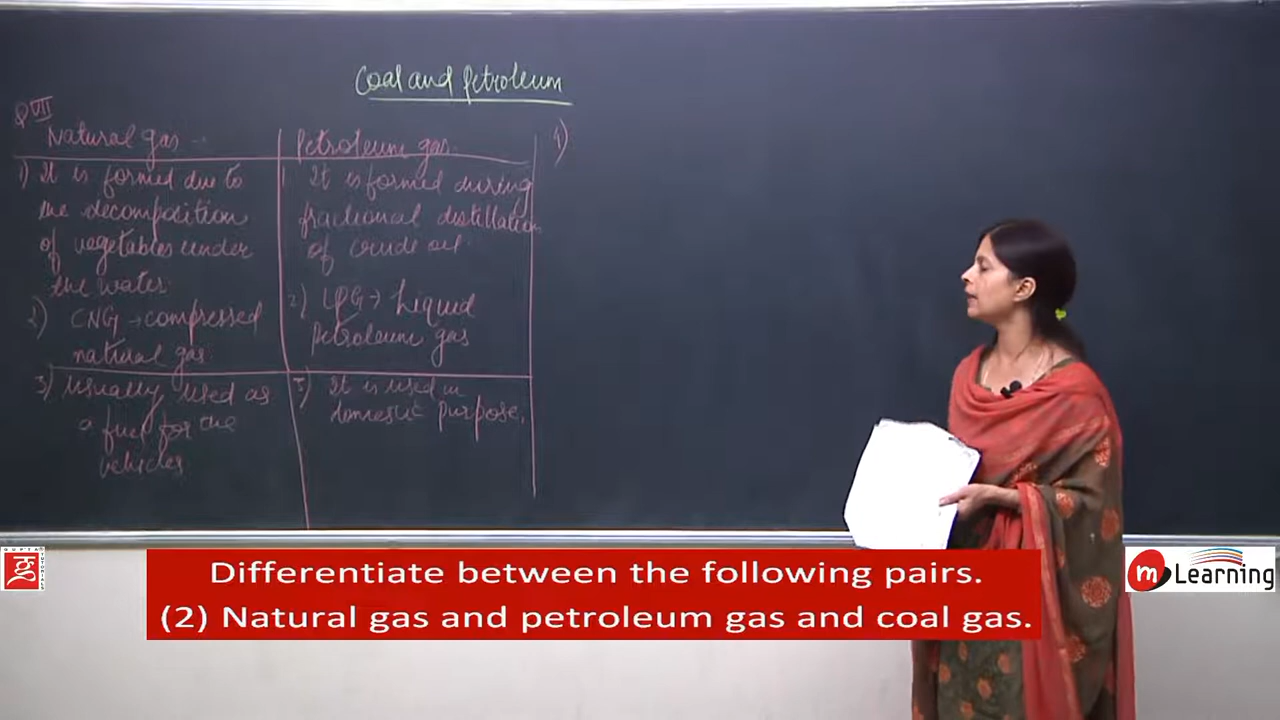 Coal and Petroleum
Q VII
Natural gas
1) It is formed due to
the decomposition
of vegetables under
the water.
2) CNG → compressed
natural gas.
3) Usually used as
a fuel for the
vehicles
Petroleum gas.
1. It is formed during
fractional distillation
of crude oil.
2) LPG → Liquid
petroleum gas
3) It is used in
domestic purpose.
1)
GUPTA
m Learning
Differentiate between the following pairs.
(2) Natural gas and petroleum gas and coal gas.